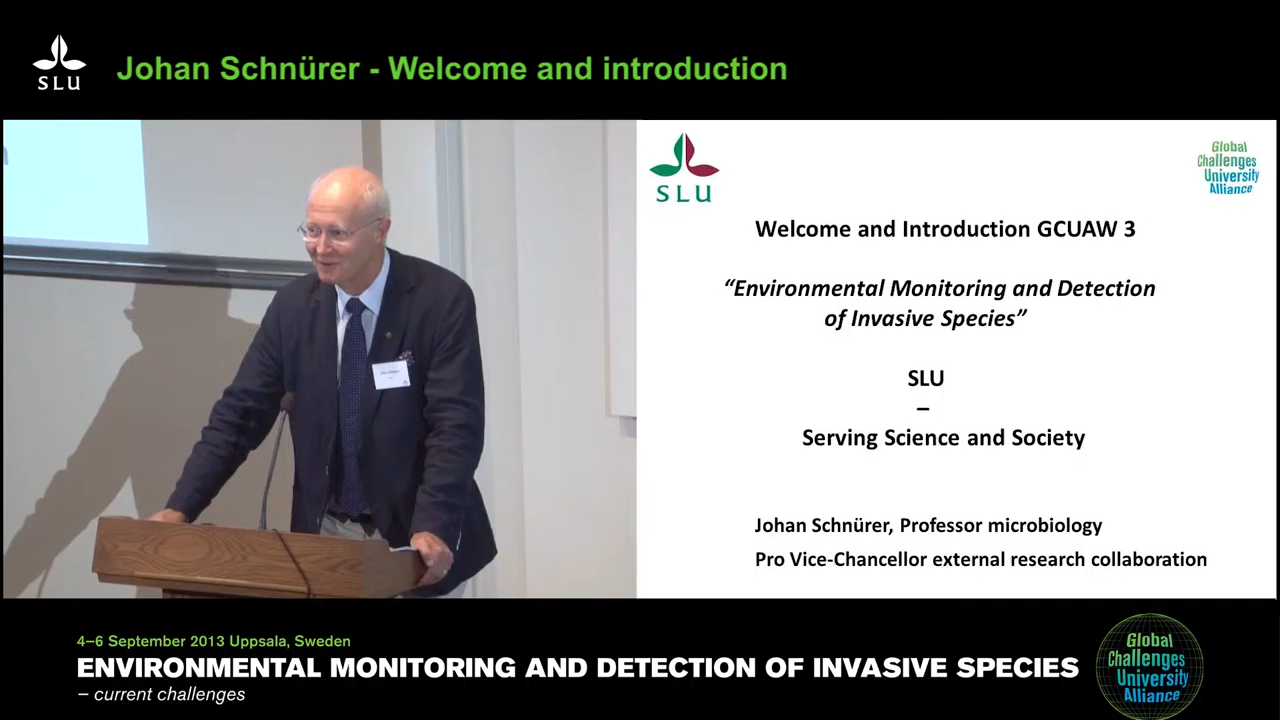 SLU
Johan Schnürer - Welcome and introduction
SLU
Global
Challenges
University
Alliance
Welcome and Introduction GCUAW 3
“Environmental Monitoring and Detection
of Invasive Species”
SLU
–
Serving Science and Society
Johan Schnürer, Professor microbiology
Pro Vice-Chancellor external research collaboration
4–6 September 2013 Uppsala, Sweden
ENVIRONMENTAL MONITORING AND DETECTION OF INVASIVE SPECIES
– current challenges
Global
Challenges
University
Alliance